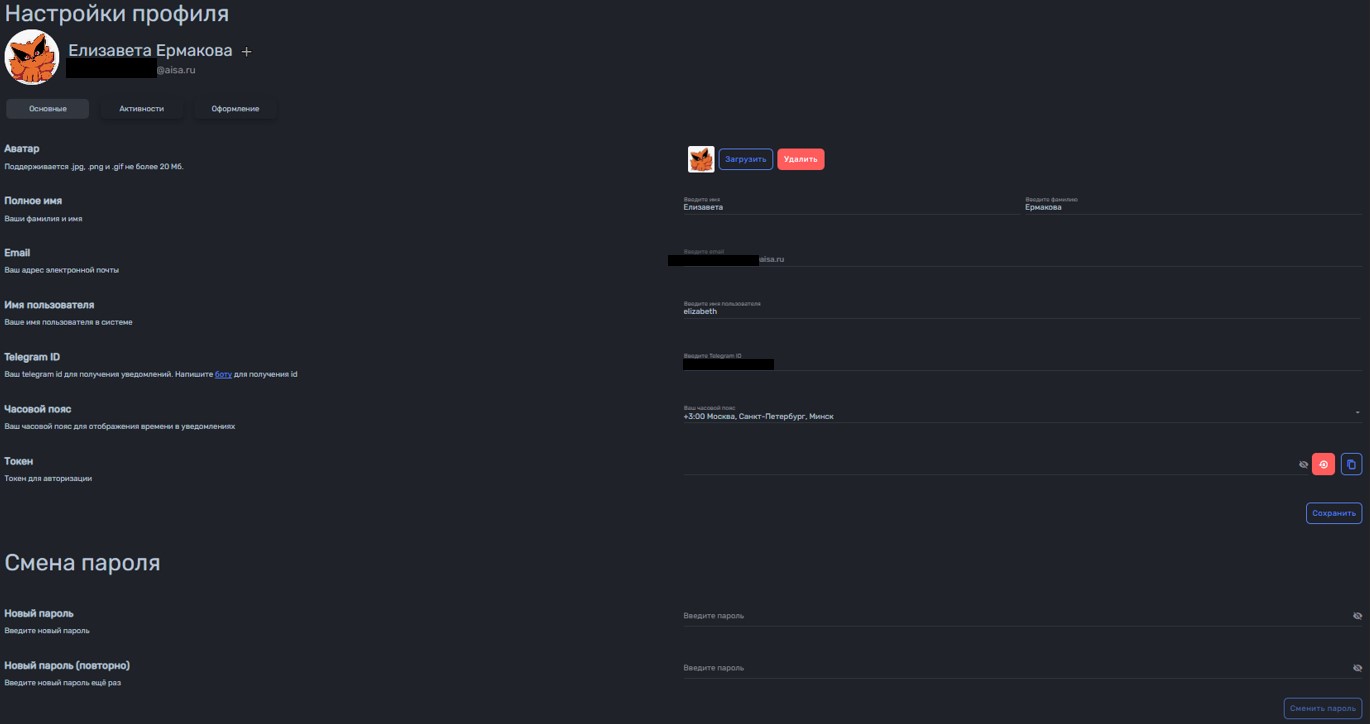 Настройки профиля
Елизавета Ермакова +
@aisa.ru
Основные
Активности
Оформление
Аватар
Поддерживается .jpg, .png и .gif не более 20 Мб.
Загрузить
Удалить
Полное имя
Ваши фамилия и имя
Введите имя
Елизавета
Введите фамилию
Ермакова
Email
Ваш адрес электронной почты
Введите email
aisa.ru
Имя пользователя
Ваше имя пользователя в системе
Введите имя пользователя
elizabeth
Telegram ID
Ваш telegram id для получения уведомлений. Напишите боту для получения id
Введите Telegram ID
Часовой пояс
Ваш часовой пояс для отображения времени в уведомлениях
Ваш часовой пояс
+3:00 Москва, Санкт-Петербург, Минск
Токен
Токен для авторизации
Сохранить
Смена пароля
Новый пароль
Введите новый пароль
Введите пароль
Новый пароль (повторно)
Введите новый пароль ещё раз
Введите пароль
Сменить пароль